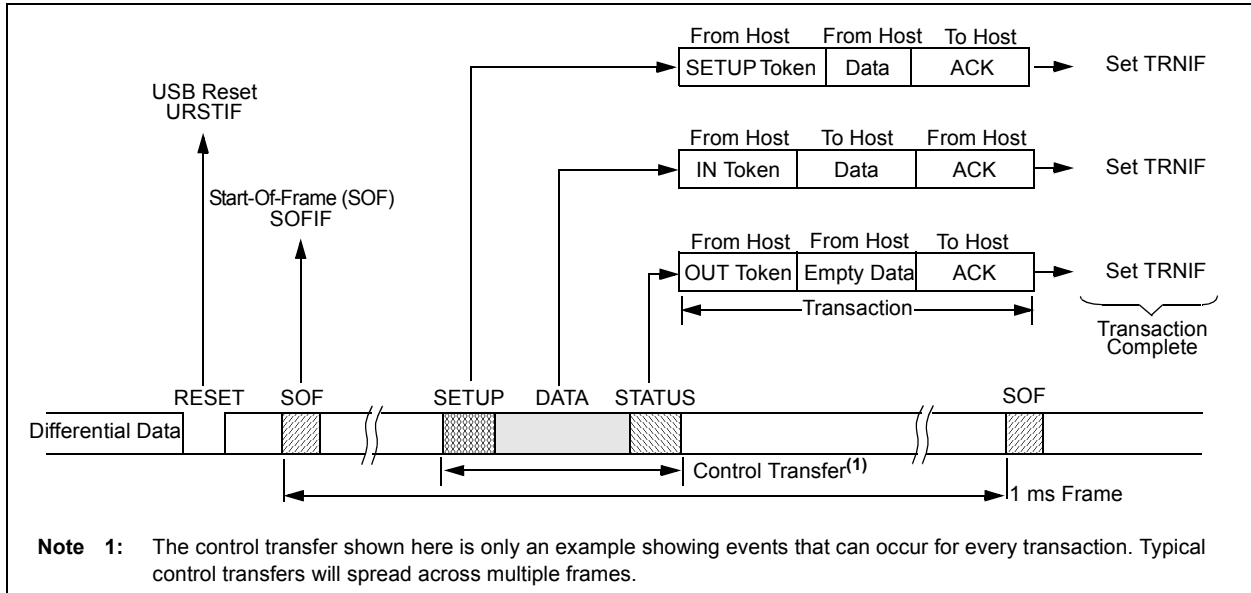 From Host From Host To Host
SETUP Token Data ACK Set TRNIF
USB Reset
URSTIF
From Host To Host From Host
IN Token Data ACK Set TRNIF
Start-Of-Frame (SOF)
SOFIF
From Host From Host To Host
OUT Token Empty Data ACK Set TRNIF
Transaction
Transaction
Complete
RESET SOF SETUP DATA STATUS SOF
Differential Data
Control Transfer(1)
1 ms Frame
Note 1: The control transfer shown here is only an example showing events that can occur for every transaction. Typical
control transfers will spread across multiple frames.